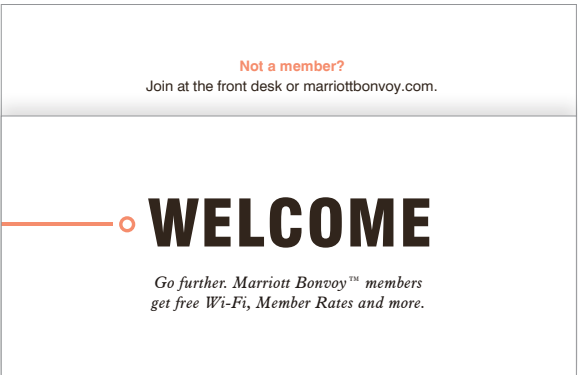 Not a member?
Join at the front desk or marriottbonvoy.com.
WELCOME
Go further. Marriott Bonvoy™ members
get free Wi-Fi, Member Rates and more.